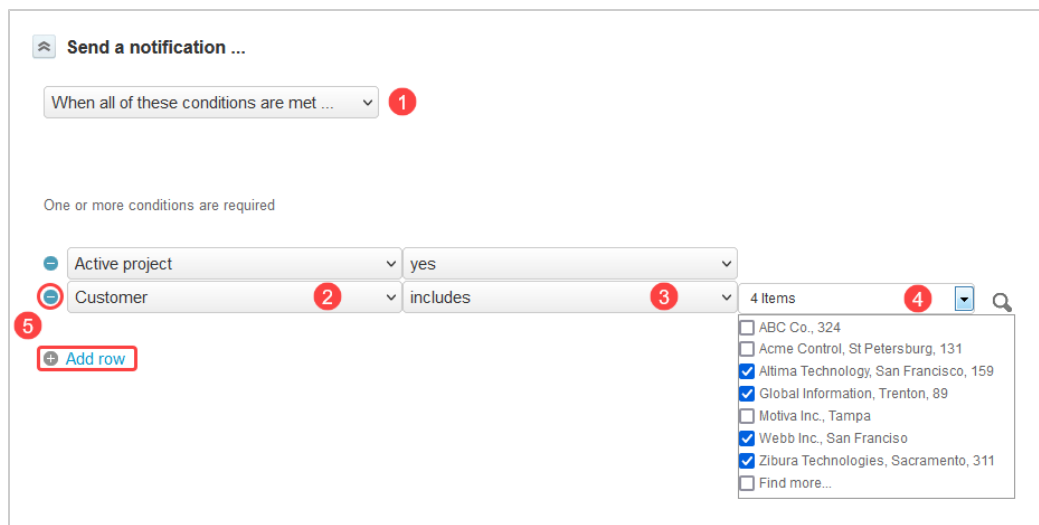 Send a notification ...
When all of these conditions are met ... 1
One or more conditions are required
Active project yes
Customer 2 includes 3 4 Items 4
5
Add row
ABC Co., 324
Acme Control, St Petersburg, 131
Altima Technology, San Francisco, 159
Global Information, Trenton, 89
Motiva Inc., Tampa
Webb Inc., San Franciso
Zibura Technologies, Sacramento, 311
Find more...